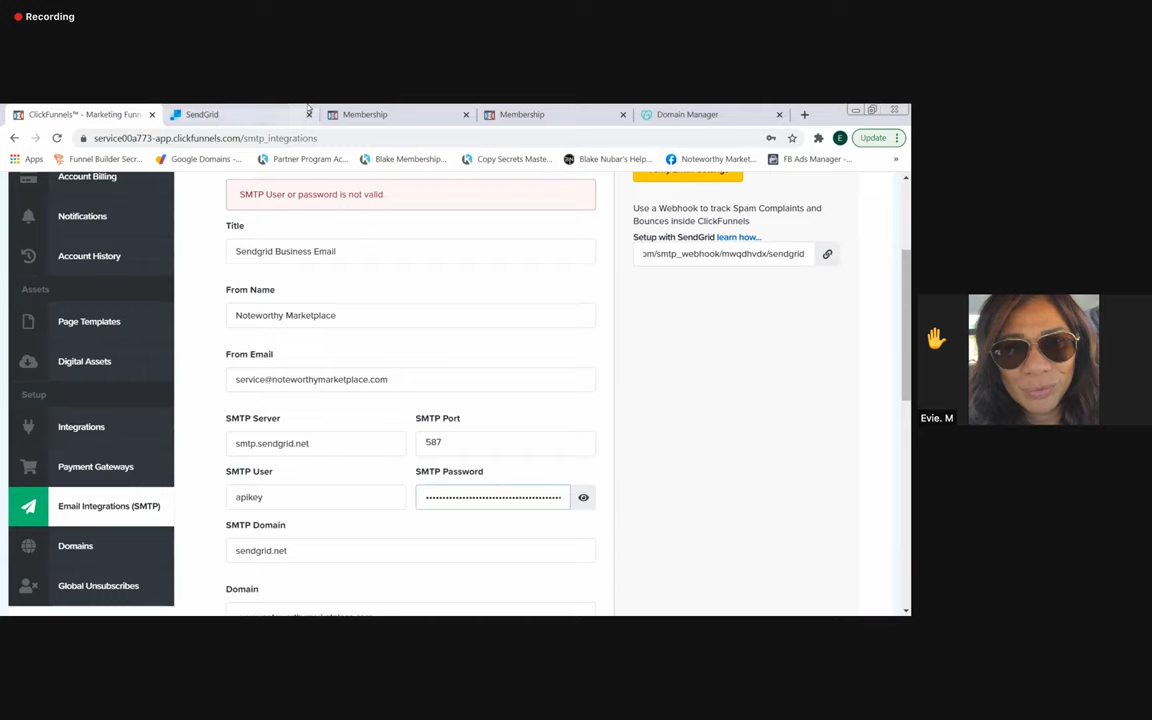 Recording
ClickFunnels™ - Marketing Funn
SendGrid
Membership
Membership
Domain Manager
service00a773-app.clickfunnels.com/smtp_integrations
E
Update
Apps
Funnel Builder Secr...
Google Domains -...
Partner Program Ac...
Blake Membership...
Copy Secrets Maste...
Blake Nubar's Help...
Noteworthy Market...
FB Ads Manager -...
»
Account Billing
Notifications
Account History
Assets
Page Templates
Digital Assets
Setup
Integrations
Payment Gateways
Email Integrations (SMTP)
Domains
Global Unsubscribes
SMTP User or password is not valid
Title
Sendgrid Business Email
From Name
Noteworthy Marketplace
From Email
service@noteworthymarketplace.com
SMTP Server
SMTP Port
smtp.sendgrid.net
587
SMTP User
SMTP Password
apikey
SMTP Domain
sendgrid.net
Domain
Use a Webhook to track Spam Complaints and
Bounces inside ClickFunnels
Setup with SendGrid learn how...
om/smtp_webhook/mwqdhvdx/sendgrid
Evie. M